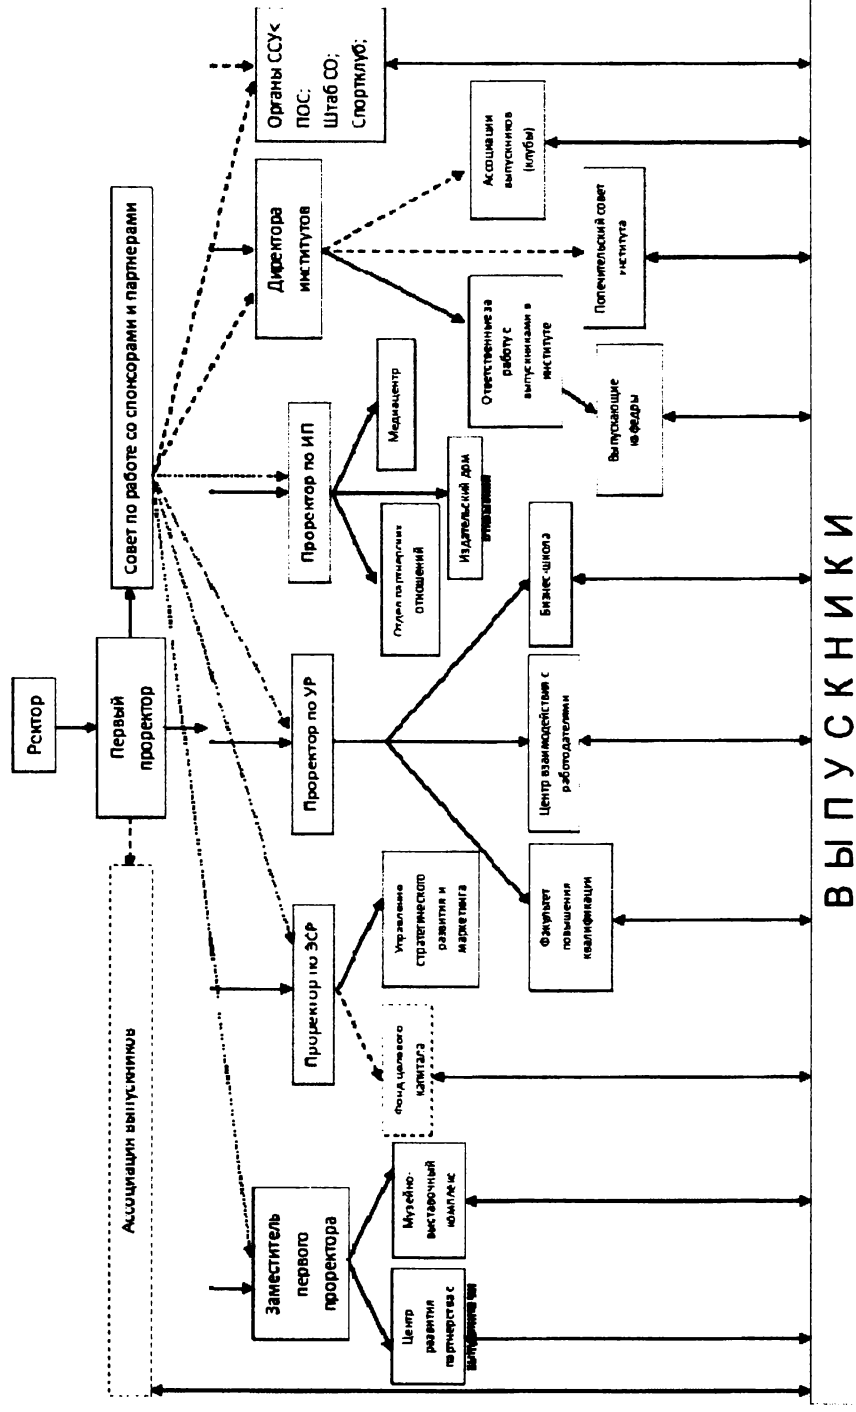 Ректор
Первый
проректор
Ассоциации выпускников
Совет по работе со спонсорами и партнерами
Заместитель
первого
проректора
Проректор по ЭСР
Проректор по УР
Проректор по ИП
Директора
институтов
Органы ССУ<
ПОС;
Штаб СО;
Спортклуб;
Центр
развития
партнерства с
Музейно-
выставочный
комплекс
Фонд целевого
капитала
Управление
стратегического
развития и
маркетинга
Факультет
повышения
квалификации
Центр взаимодействия с
работодателями
Бизнес-школа
Отдел партнерских
отношений
Издательский дом
Медиацентр
Ответственные за
работу с
выпускниками в
институте
Выпускающие
кафедры
Попечительский совет
института
Ассоциации
выпускников
(клубы)
ВЫПУСКНИКИ